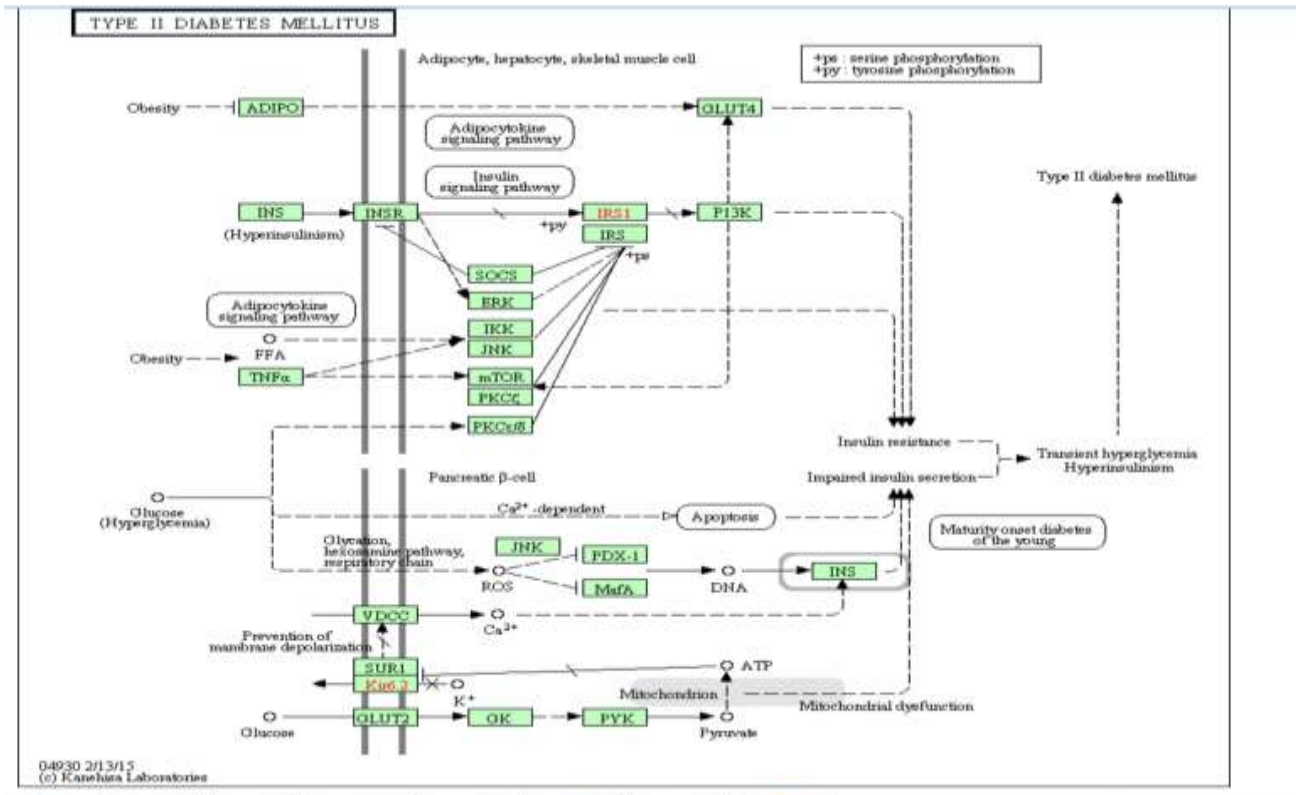 TYPE II DIABETES MELLITUS
Adipocyte, hepatocyte, skeletal muscle cell
+ps : serine phosphorylation
+py : tyrosine phosphorylation
Obesity
ADIPO
GLUT4
Adipocytokine
signaling pathway
Insulin
signaling pathway
Type II diabetes mellitus
INS
INSR
IRS1
PI3K
(Hyperinsulinism)
+py
IRS
+ps
SOCS
ERK
Adipocytokine
signaling pathway
IKK
FFA
JNK
Obesity
TNFα
mTOR
PKCζ
PKCε/δ
Insulin resistance
Transient hyperglycemia
Hyperinsulinism
Pancreatic β-cell
Impaired insulin secretion
Glucose
(Hyperglycemia)
Ca2+ -dependent
Apoptosis
Maturity onset diabetes
of the young
Glycation,
hexosamine pathway,
respiratory chain
JNK
PDX-1
ROS
MafA
DNA
INS
VDCC
Ca2+
Prevention of
membrane depolarization
SUR1
ATP
Kir6.2
K+
Mitochondrion
Mitochondrial dysfunction
Glucose
GLUT2
GK
PYK
Pyruvate
04930 2/13/15
(c) Kanehisa Laboratories